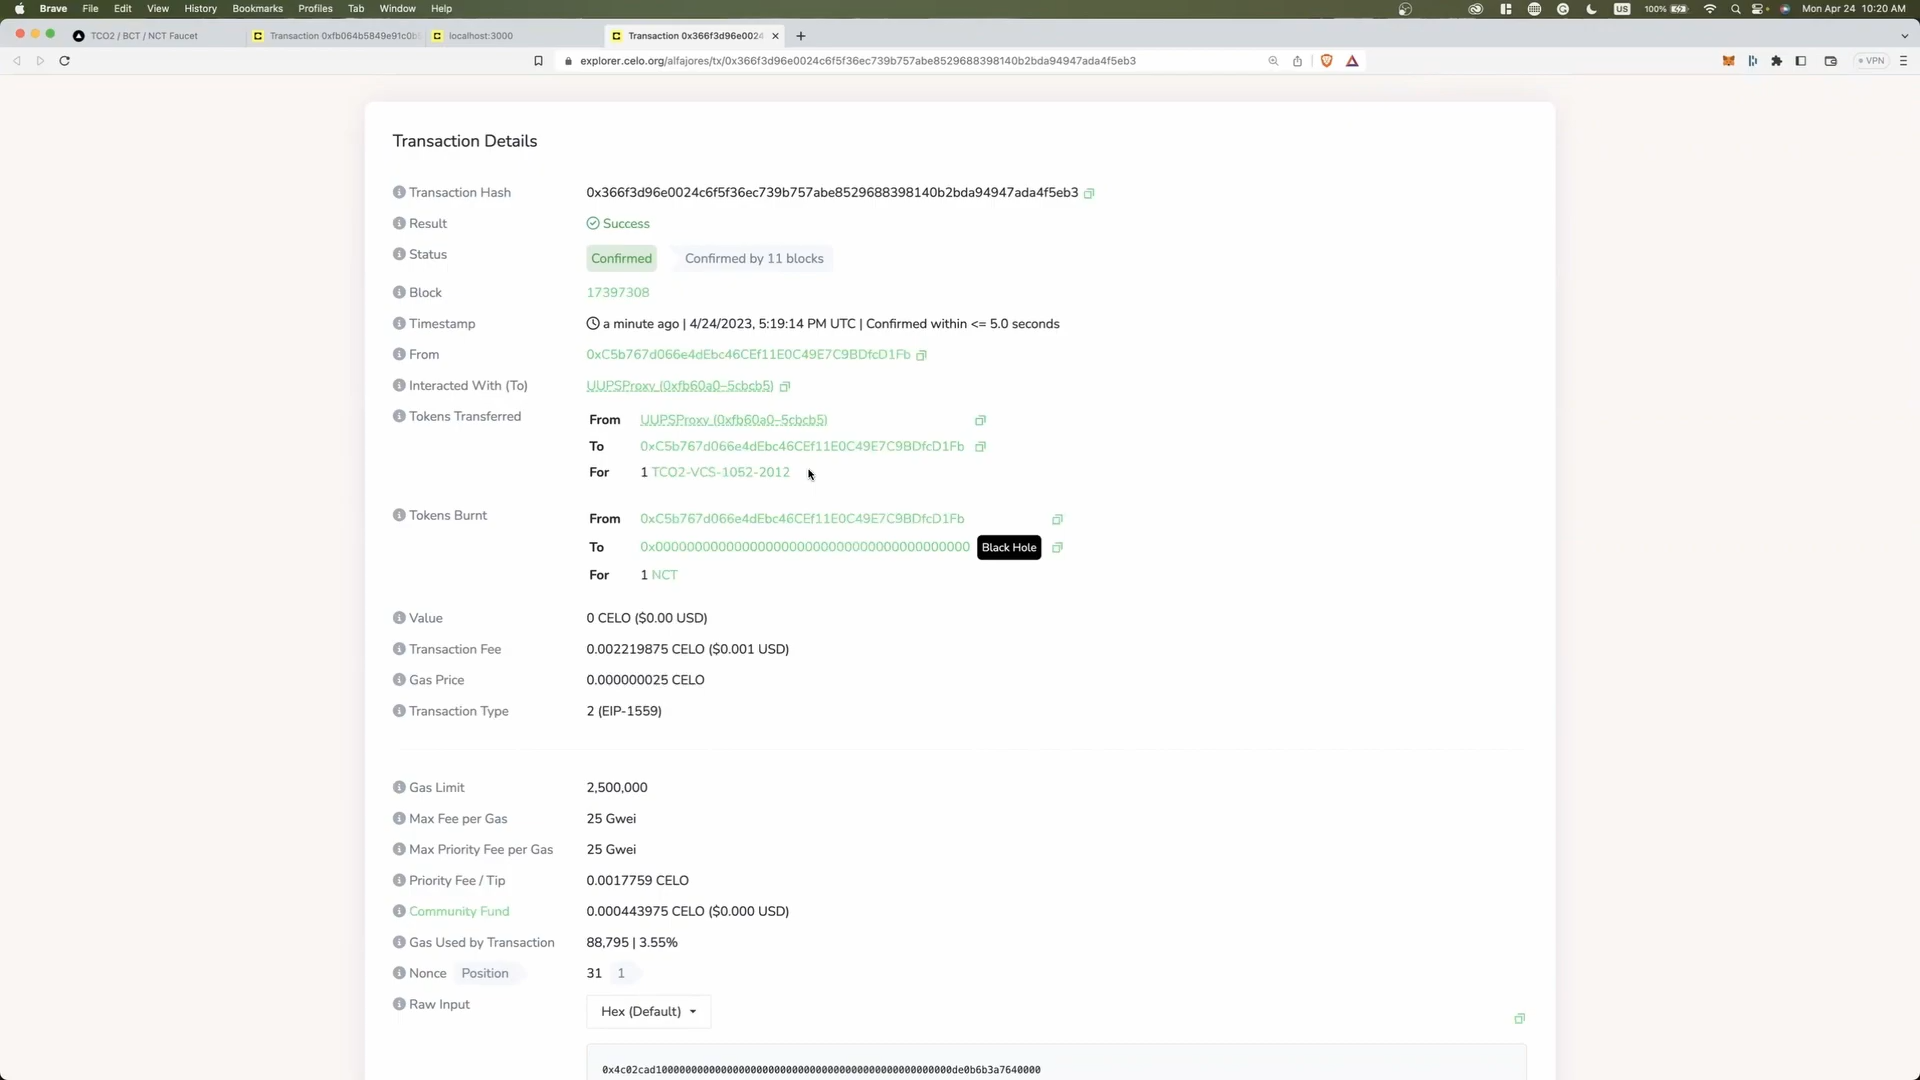 Brave File Edit View History Bookmarks Profiles Tab Window Help US 100% Mon Apr 24 10:20 AM
TCO2 / BCT / NCT Faucet Transaction 0xfb064b5849e91c0b localhost:3000 Transaction 0x366f3d96e0024
explorer.celo.org/alfajores/tx/0x366f3d96e0024c6f5f36ec739b757abe8529688398140b2bda94947ada4f5eb3 VPN
Transaction Details
Transaction Hash 0x366f3d96e0024c6f5f36ec739b757abe8529688398140b2bda94947ada4f5eb3
Result Success
Status Confirmed Confirmed by 11 blocks
Block 17397308
Timestamp a minute ago | 4/24/2023, 5:19:14 PM UTC | Confirmed within <= 5.0 seconds
From 0xC5b767d066e4dEbc46CEf11E0C49E7C9BDfcD1Fb
Interacted With (To) UUPSProxy (0xfb60a0–5cbcb5)
Tokens Transferred From UUPSProxy (0xfb60a0–5cbcb5)
To 0xC5b767d066e4dEbc46CEf11E0C49E7C9BDfcD1Fb
For 1 TCO2-VCS-1052-2012
Tokens Burnt From 0xC5b767d066e4dEbc46CEf11E0C49E7C9BDfcD1Fb
To 0x0000000000000000000000000000000000000000 Black Hole
For 1 NCT
Value 0 CELO ($0.00 USD)
Transaction Fee 0.002219875 CELO ($0.001 USD)
Gas Price 0.000000025 CELO
Transaction Type 2 (EIP-1559)
Gas Limit 2,500,000
Max Fee per Gas 25 Gwei
Max Priority Fee per Gas 25 Gwei
Priority Fee / Tip 0.0017759 CELO
Community Fund 0.000443975 CELO ($0.000 USD)
Gas Used by Transaction 88,795 | 3.55%
Nonce Position 31 1
Raw Input Hex (Default)
0x4c02cad10000000000000000000000000000000000000000000000000de0b6b3a7640000